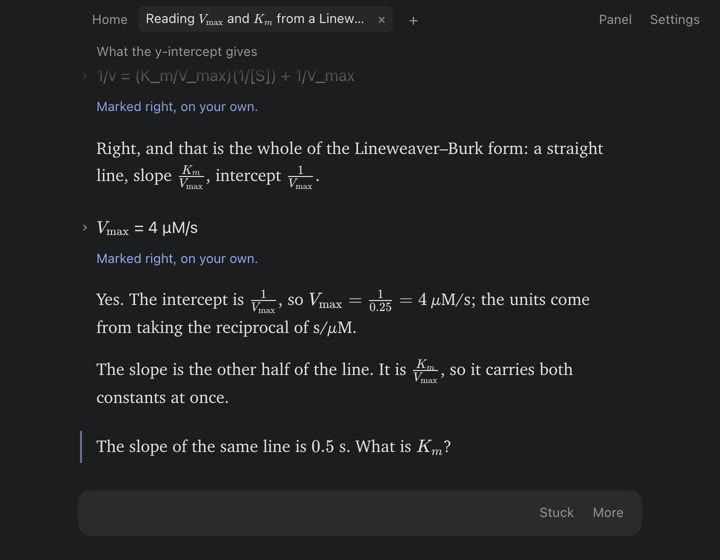 Home
Reading V_max and K_m from a Linew... ×
+
Panel
Settings
What the y-intercept gives
› 1/v = (K_m/V_max)(1/[S]) + 1/V_max
Marked right, on your own.
Right, and that is the whole of the Lineweaver–Burk form: a straight
line, slope K_m/V_max, intercept 1/V_max.
› V_max = 4 μM/s
Marked right, on your own.
Yes. The intercept is 1/V_max, so V_max = 1/0.25 = 4 μM/s; the units come
from taking the reciprocal of s/μM.
The slope is the other half of the line. It is K_m/V_max, so it carries both
constants at once.
The slope of the same line is 0.5 s. What is K_m?
Stuck
More